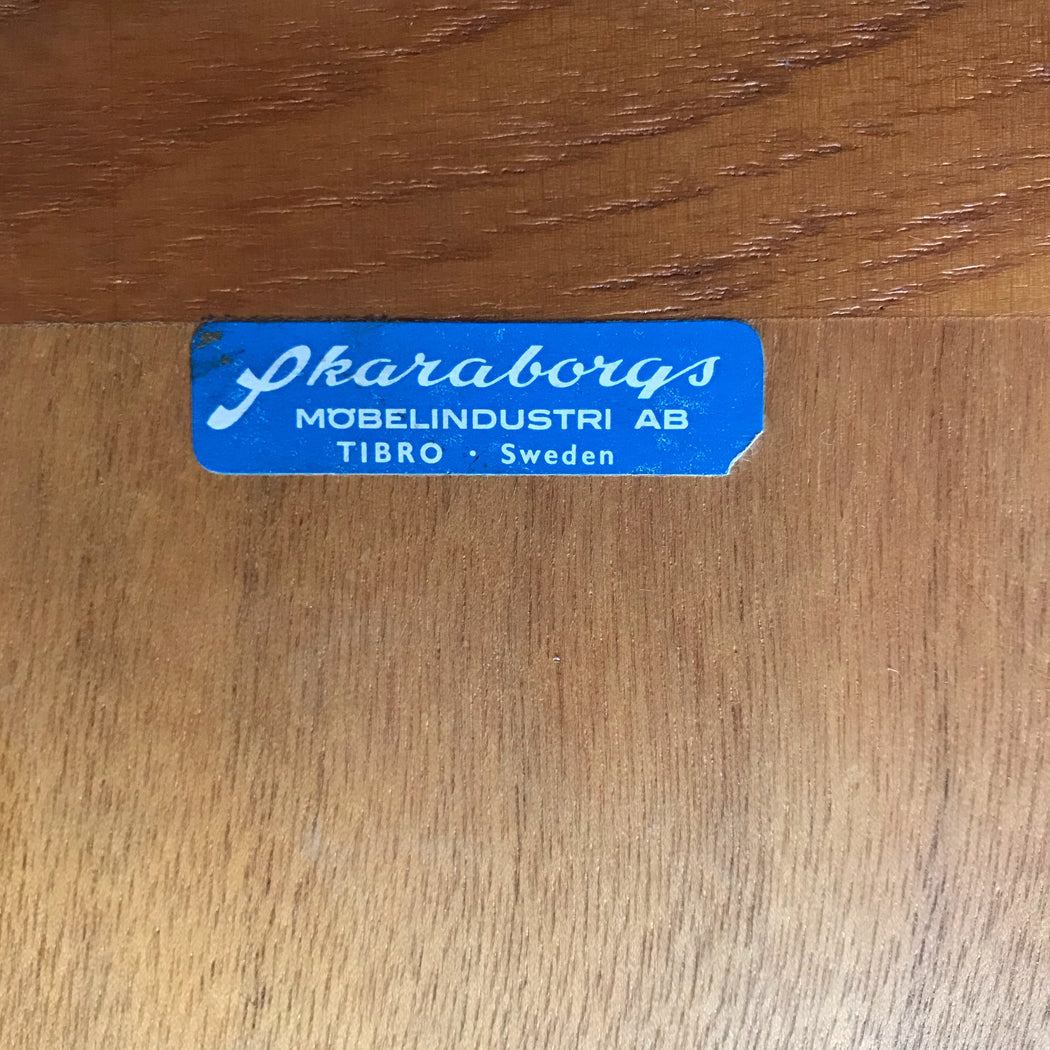 Skaraborgs
MÖBELINDUSTRI AB
TIBRO · Sweden